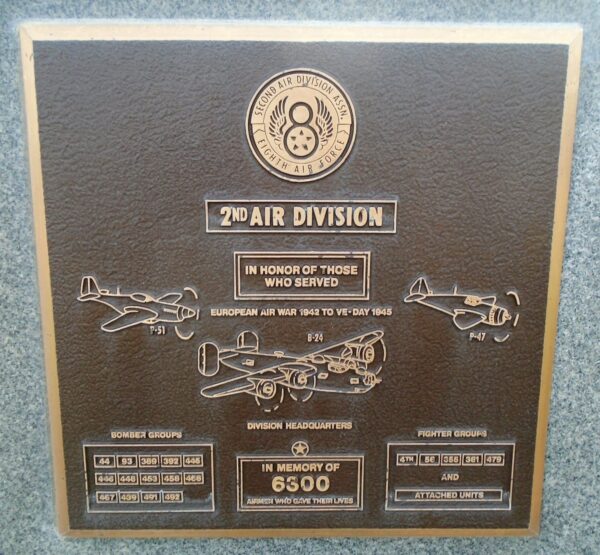 SECOND AIR DIVISION ASSN.
8
EIGHTH AIR FORCE
2ND AIR DIVISION
IN HONOR OF THOSE
WHO SERVED
EUROPEAN AIR WAR 1942 TO VE-DAY 1945
P-51
B-24
P-47
DIVISION HEADQUARTERS
BOMBER GROUPS
44 93 389 392 445
446 448 453 458 466
467 489 491 492
IN MEMORY OF
6300
AIRMEN WHO GAVE THEIR LIVES
FIGHTER GROUPS
4TH 56 355 361 479
AND
ATTACHED UNITS